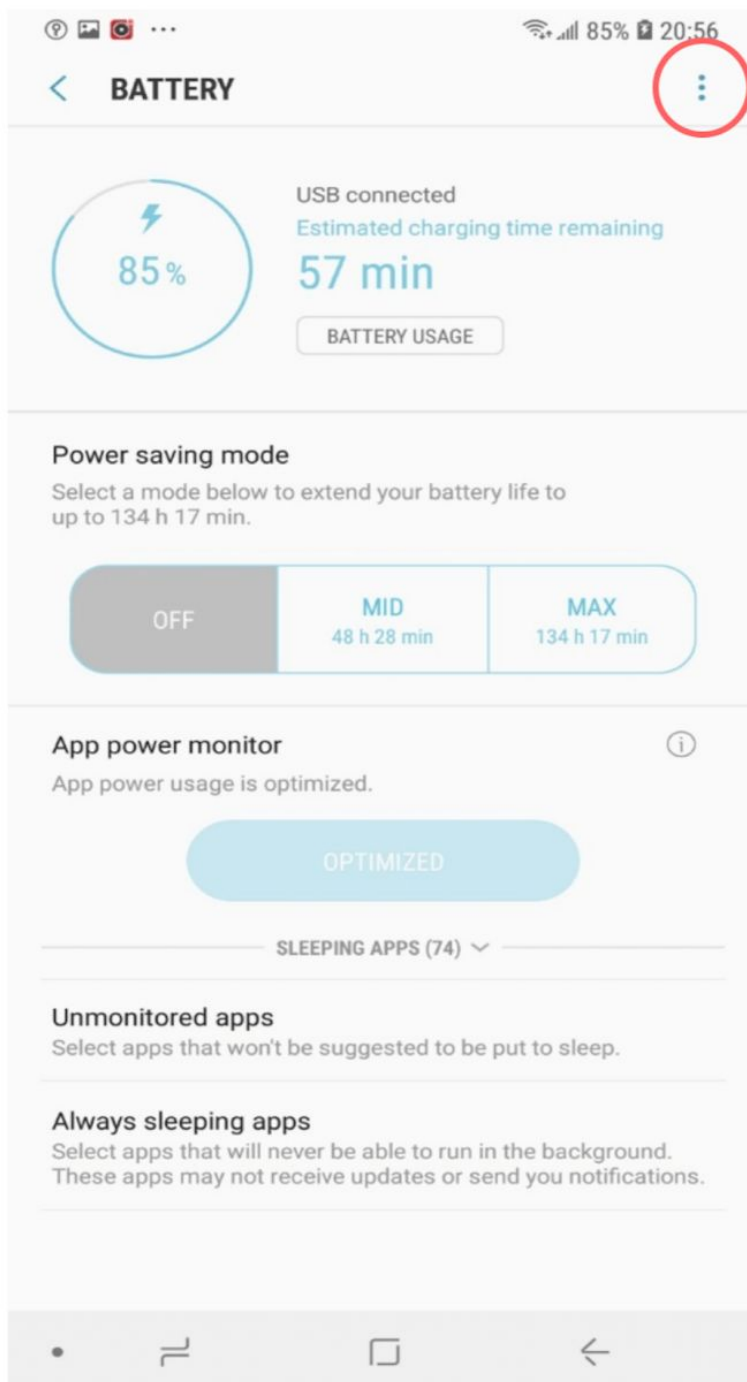 85% 20:56
BATTERY
USB connected
Estimated charging time remaining
85%
57 min
BATTERY USAGE
Power saving mode
Select a mode below to extend your battery life to
up to 134 h 17 min.
OFF
MID
48 h 28 min
MAX
134 h 17 min
App power monitor
App power usage is optimized.
OPTIMIZED
SLEEPING APPS (74)
Unmonitored apps
Select apps that won't be suggested to be put to sleep.
Always sleeping apps
Select apps that will never be able to run in the background.
These apps may not receive updates or send you notifications.